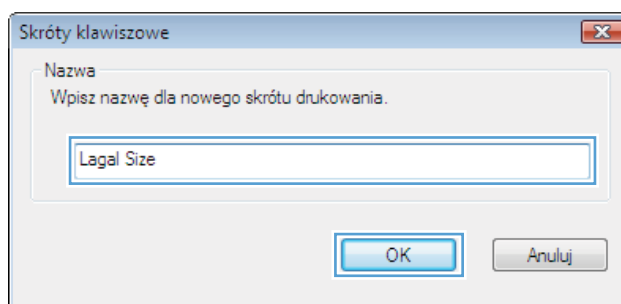 Skróty klawiszowe
Nazwa
Wpisz nazwę dla nowego skrótu drukowania.
Lagal Size
OK
Anuluj